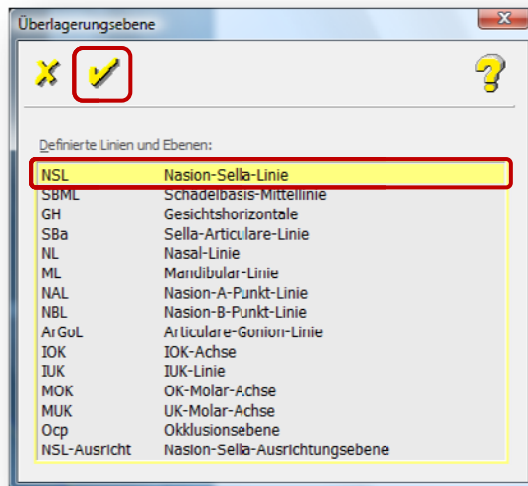 Überlagerungsebene
Definierte Linien und Ebenen:
NSL Nasion-Sella-Linie
SBML Schädelbasis-Mittellinie
GH Gesichtshorizontale
SBa Sella-Articulare-Linie
NL Nasal-Linie
ML Mandibular-Linie
NAL Nasion-A-Punkt-Linie
NBL Nasion-B-Punkt-Linie
ArGoL Articulare-Gonion-Linie
IOK IOK-Achse
IUK IUK-Linie
MOK OK-Molar-Achse
MUK UK-Molar-Achse
Ocp Okklusionsebene
NSL-Ausricht Nasion-Sella-Ausrichtungsebene